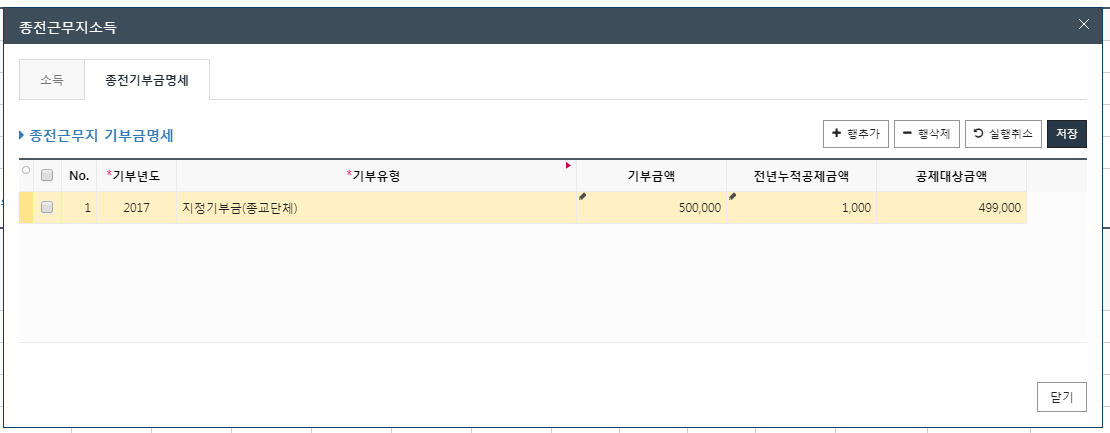 종전근무지소득
소득 종전기부금명세
종전근무지 기부금명세 행추가 행삭제 실행취소 저장
No. *기부년도 *기부유형 기부금액 전년누적공제금액 공제대상금액
1 2017 지정기부금(종교단체) 500,000 1,000 499,000
닫기